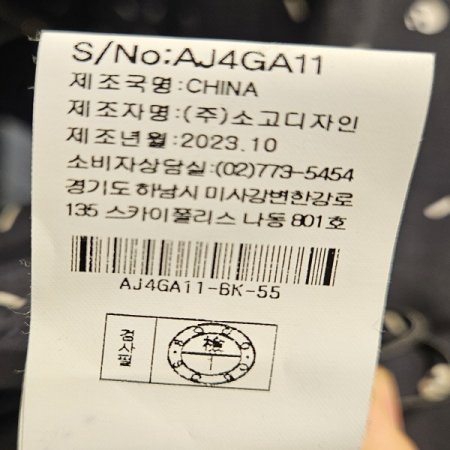 S/No:AJ4GA11
제조국명:CHINA
제조자명:(주)소고디자인
제조년월:2023.10
소비자상담실:(02)773-5454
경기도 하남시 미사강변한강로
135 스카이폴리스 나동 801호
AJ4GA11-BK-55
검사필
檢